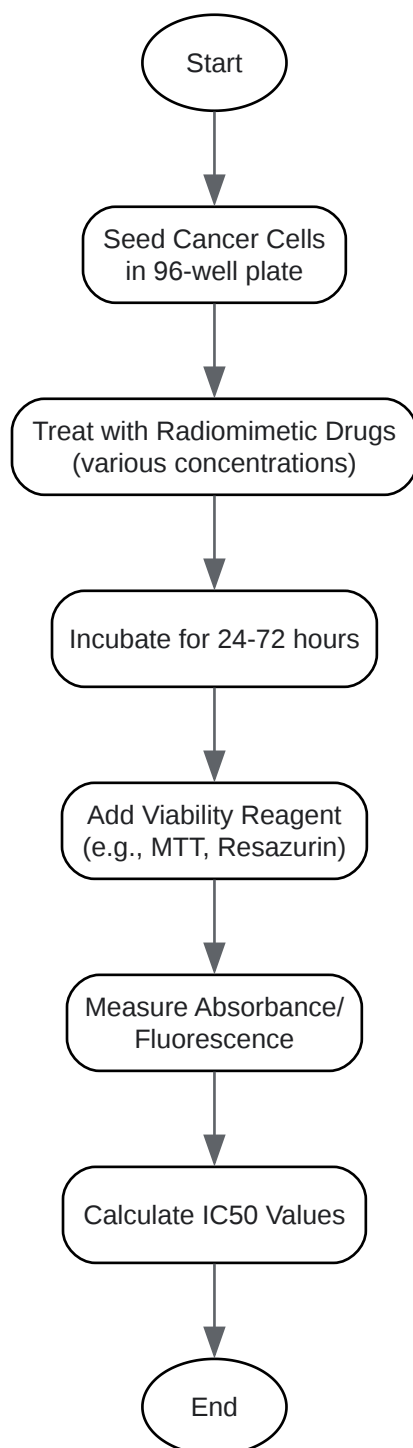 Start
Seed Cancer Cells
in 96-well plate
Treat with Radiomimetic Drugs
(various concentrations)
Incubate for 24-72 hours
Add Viability Reagent
(e.g., MTT, Resazurin)
Measure Absorbance/
Fluorescence
Calculate IC50 Values
End